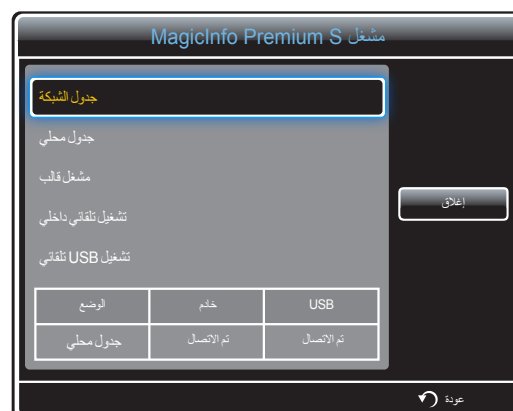 مشغل MagicInfo Premium S
جدول الشبكة
جدول محلي
مشغل قالب
تشغيل تلقائي داخلي
تشغيل USB تلقائي
إغلاق
الوضع خادم USB
جدول محلي تم الاتصال تم الاتصال
عودة